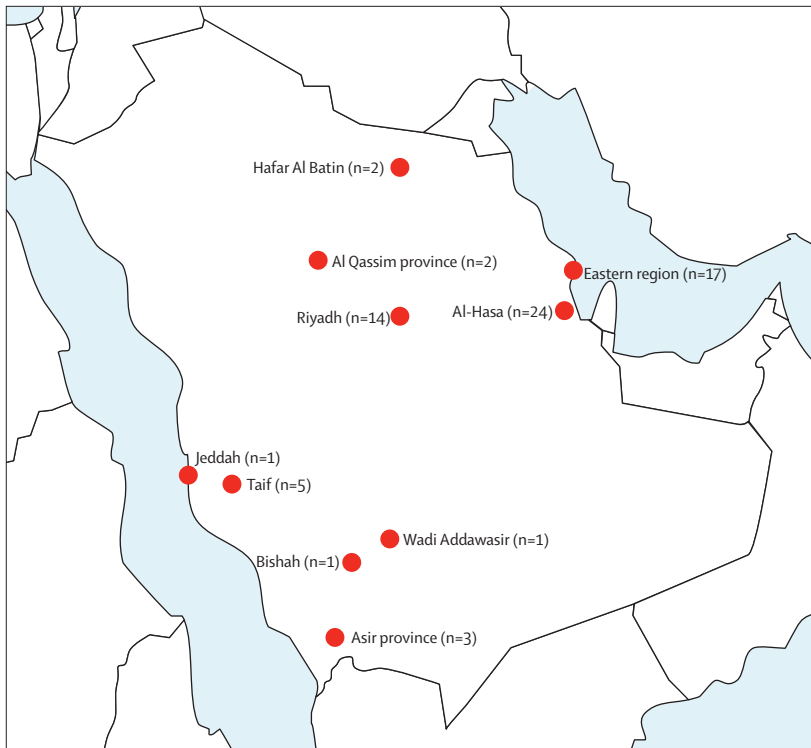 Hafar Al Batin (n=2)
Al Qassim province (n=2)
Eastern region (n=17)
Al-Hasa (n=24)
Riyadh (n=14)
Jeddah (n=1)
Taif (n=5)
Wadi Addawasir (n=1)
Bishah (n=1)
Asir province (n=3)